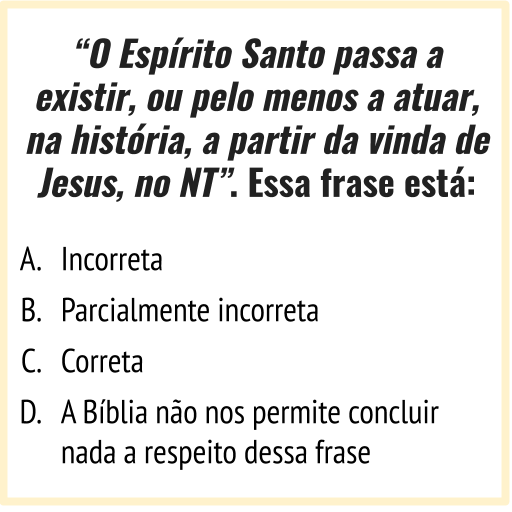 “O Espírito Santo passa a
existir, ou pelo menos a atuar,
na história, a partir da vinda de
Jesus, no NT”. Essa frase está:
A. Incorreta
B. Parcialmente incorreta
C. Correta
D. A Bíblia não nos permite concluir
nada a respeito dessa frase